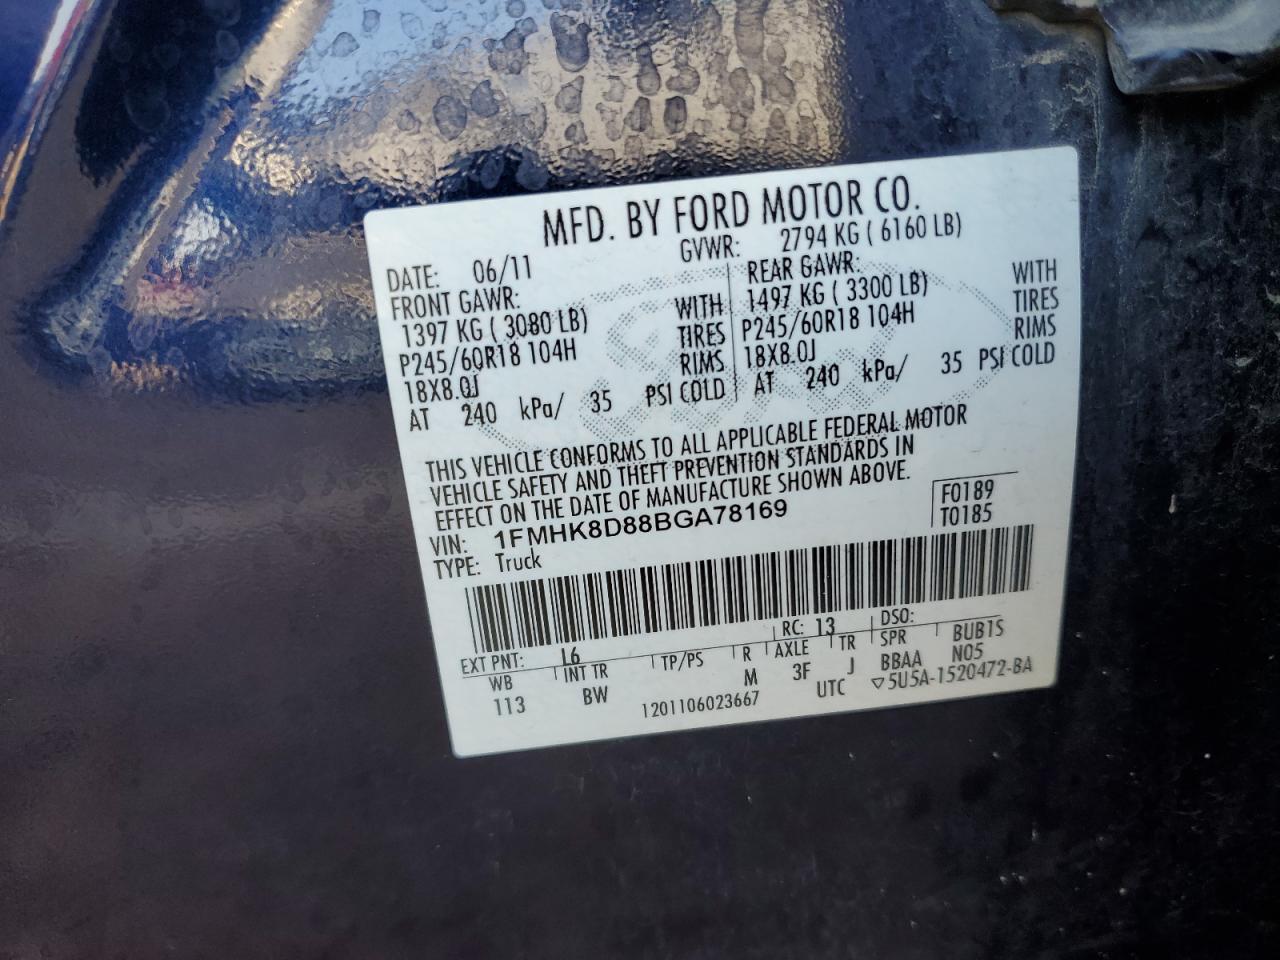 MFD. BY FORD MOTOR CO.
DATE: 06/11 GVWR: 2794 KG ( 6160 LB)
FRONT GAWR: REAR GAWR:
1397 KG ( 3080 LB) WITH 1497 KG ( 3300 LB) WITH
P245/60R18 104H TIRES P245/60R18 104H TIRES
18X8.0J RIMS 18X8.0J RIMS
AT 240 kPa/ 35 PSI COLD AT 240 kPa/ 35 PSI COLD
THIS VEHICLE CONFORMS TO ALL APPLICABLE FEDERAL MOTOR
VEHICLE SAFETY AND THEFT PREVENTION STANDARDS IN
EFFECT ON THE DATE OF MANUFACTURE SHOWN ABOVE.
VIN: 1FMHK8D88BGA78169 F0189
TYPE: Truck T0185
EXT PNT: L6 RC: 13 DSO:
WB INT TR TP/PS R AXLE TR SPR BUB1S
113 BW M 3F J BBAA N05
1201106023667 UTC ▽5U5A-1520472-BA